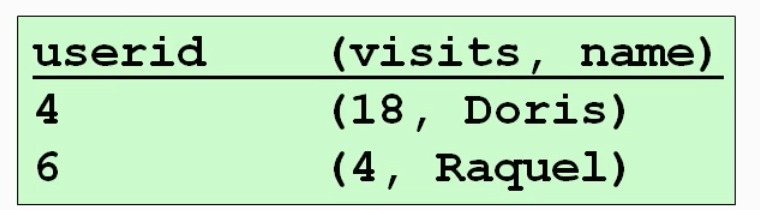 userid (visits, name)
4 (18, Doris)
6 (4, Raquel)